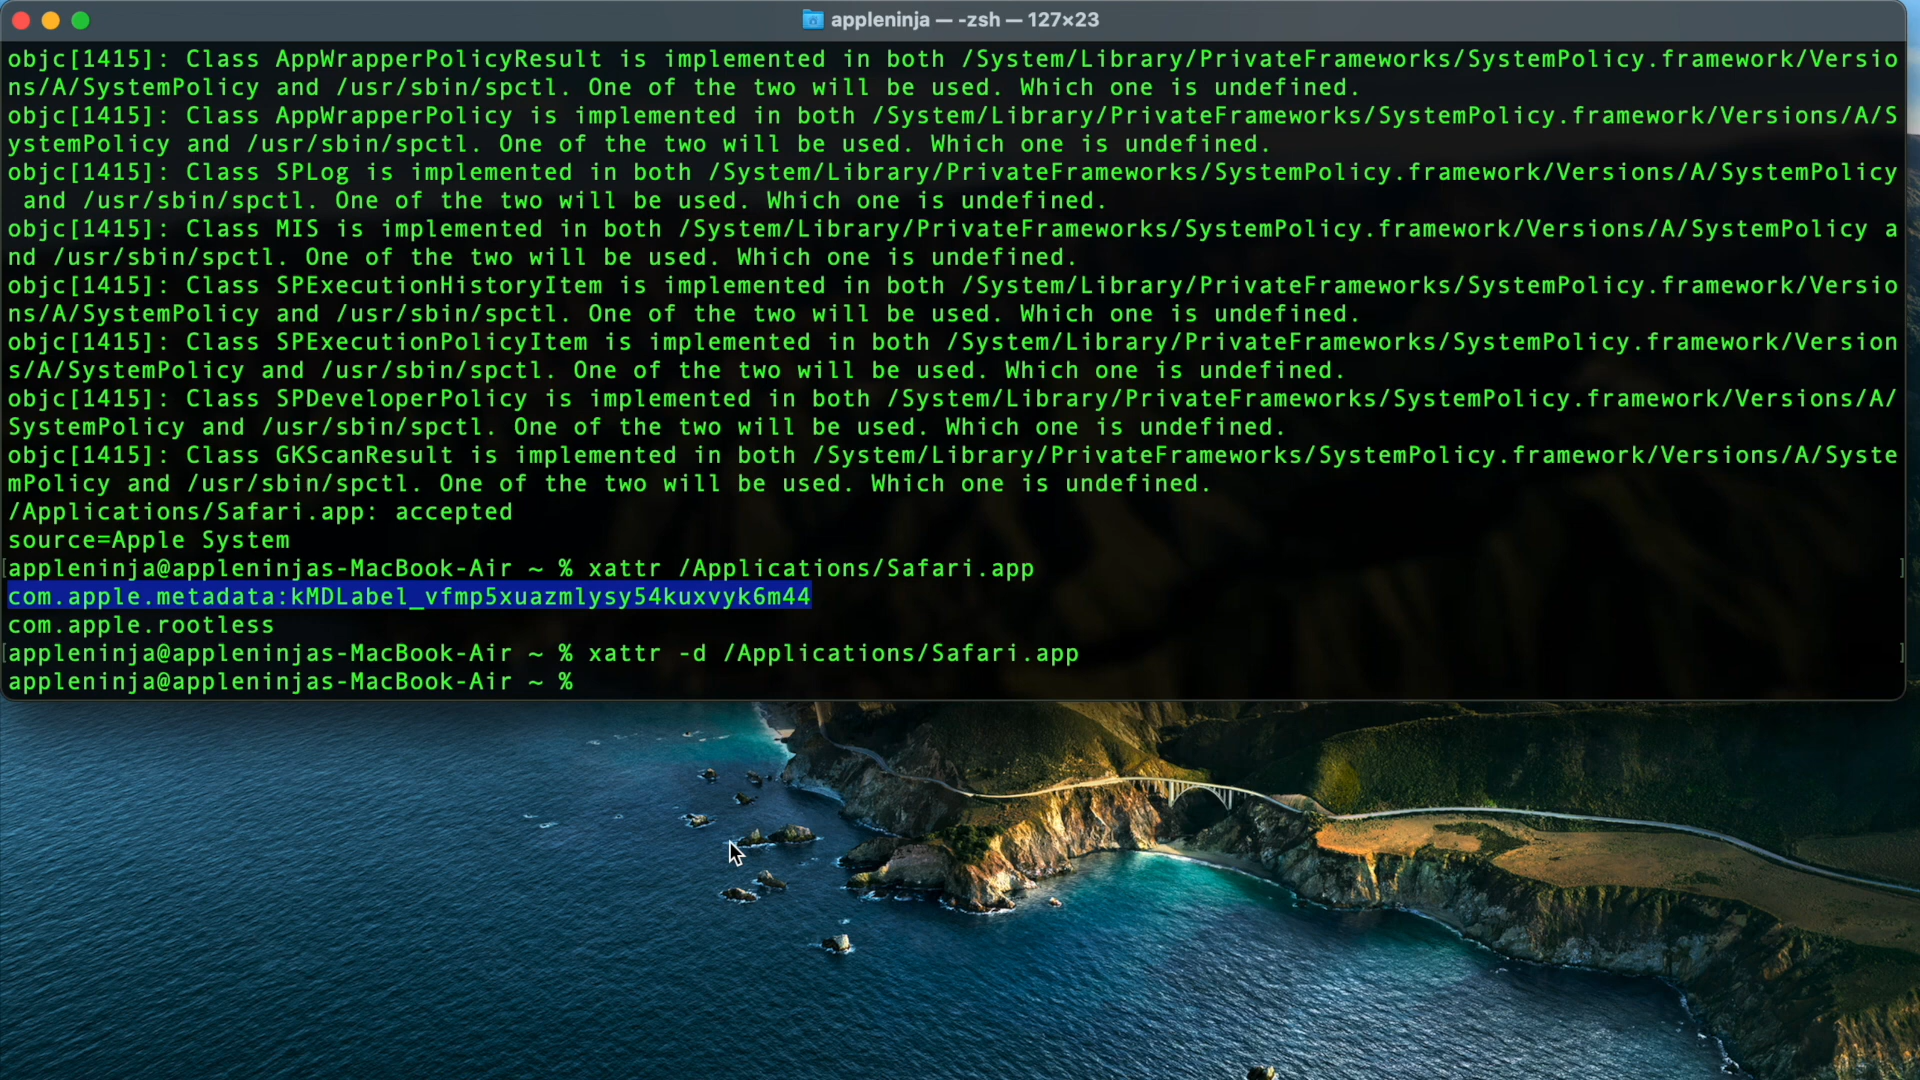 appleninja — -zsh — 127×23
objc[1415]: Class AppWrapperPolicyResult is implemented in both /System/Library/PrivateFrameworks/SystemPolicy.framework/Versio
ns/A/SystemPolicy and /usr/sbin/spctl. One of the two will be used. Which one is undefined.
objc[1415]: Class AppWrapperPolicy is implemented in both /System/Library/PrivateFrameworks/SystemPolicy.framework/Versions/A/S
ystemPolicy and /usr/sbin/spctl. One of the two will be used. Which one is undefined.
objc[1415]: Class SPLog is implemented in both /System/Library/PrivateFrameworks/SystemPolicy.framework/Versions/A/SystemPolicy
 and /usr/sbin/spctl. One of the two will be used. Which one is undefined.
objc[1415]: Class MIS is implemented in both /System/Library/PrivateFrameworks/SystemPolicy.framework/Versions/A/SystemPolicy a
nd /usr/sbin/spctl. One of the two will be used. Which one is undefined.
objc[1415]: Class SPExecutionHistoryItem is implemented in both /System/Library/PrivateFrameworks/SystemPolicy.framework/Versio
ns/A/SystemPolicy and /usr/sbin/spctl. One of the two will be used. Which one is undefined.
objc[1415]: Class SPExecutionPolicyItem is implemented in both /System/Library/PrivateFrameworks/SystemPolicy.framework/Version
s/A/SystemPolicy and /usr/sbin/spctl. One of the two will be used. Which one is undefined.
objc[1415]: Class SPDeveloperPolicy is implemented in both /System/Library/PrivateFrameworks/SystemPolicy.framework/Versions/A/
SystemPolicy and /usr/sbin/spctl. One of the two will be used. Which one is undefined.
objc[1415]: Class GKScanResult is implemented in both /System/Library/PrivateFrameworks/SystemPolicy.framework/Versions/A/Syste
mPolicy and /usr/sbin/spctl. One of the two will be used. Which one is undefined.
/Applications/Safari.app: accepted
source=Apple System
[appleninja@appleninjas-MacBook-Air ~ % xattr /Applications/Safari.app ]
com.apple.metadata:kMDLabel_vfmp5xuazmlysy54kuxvyk6m44
com.apple.rootless
[appleninja@appleninjas-MacBook-Air ~ % xattr -d /Applications/Safari.app ]
appleninja@appleninjas-MacBook-Air ~ %